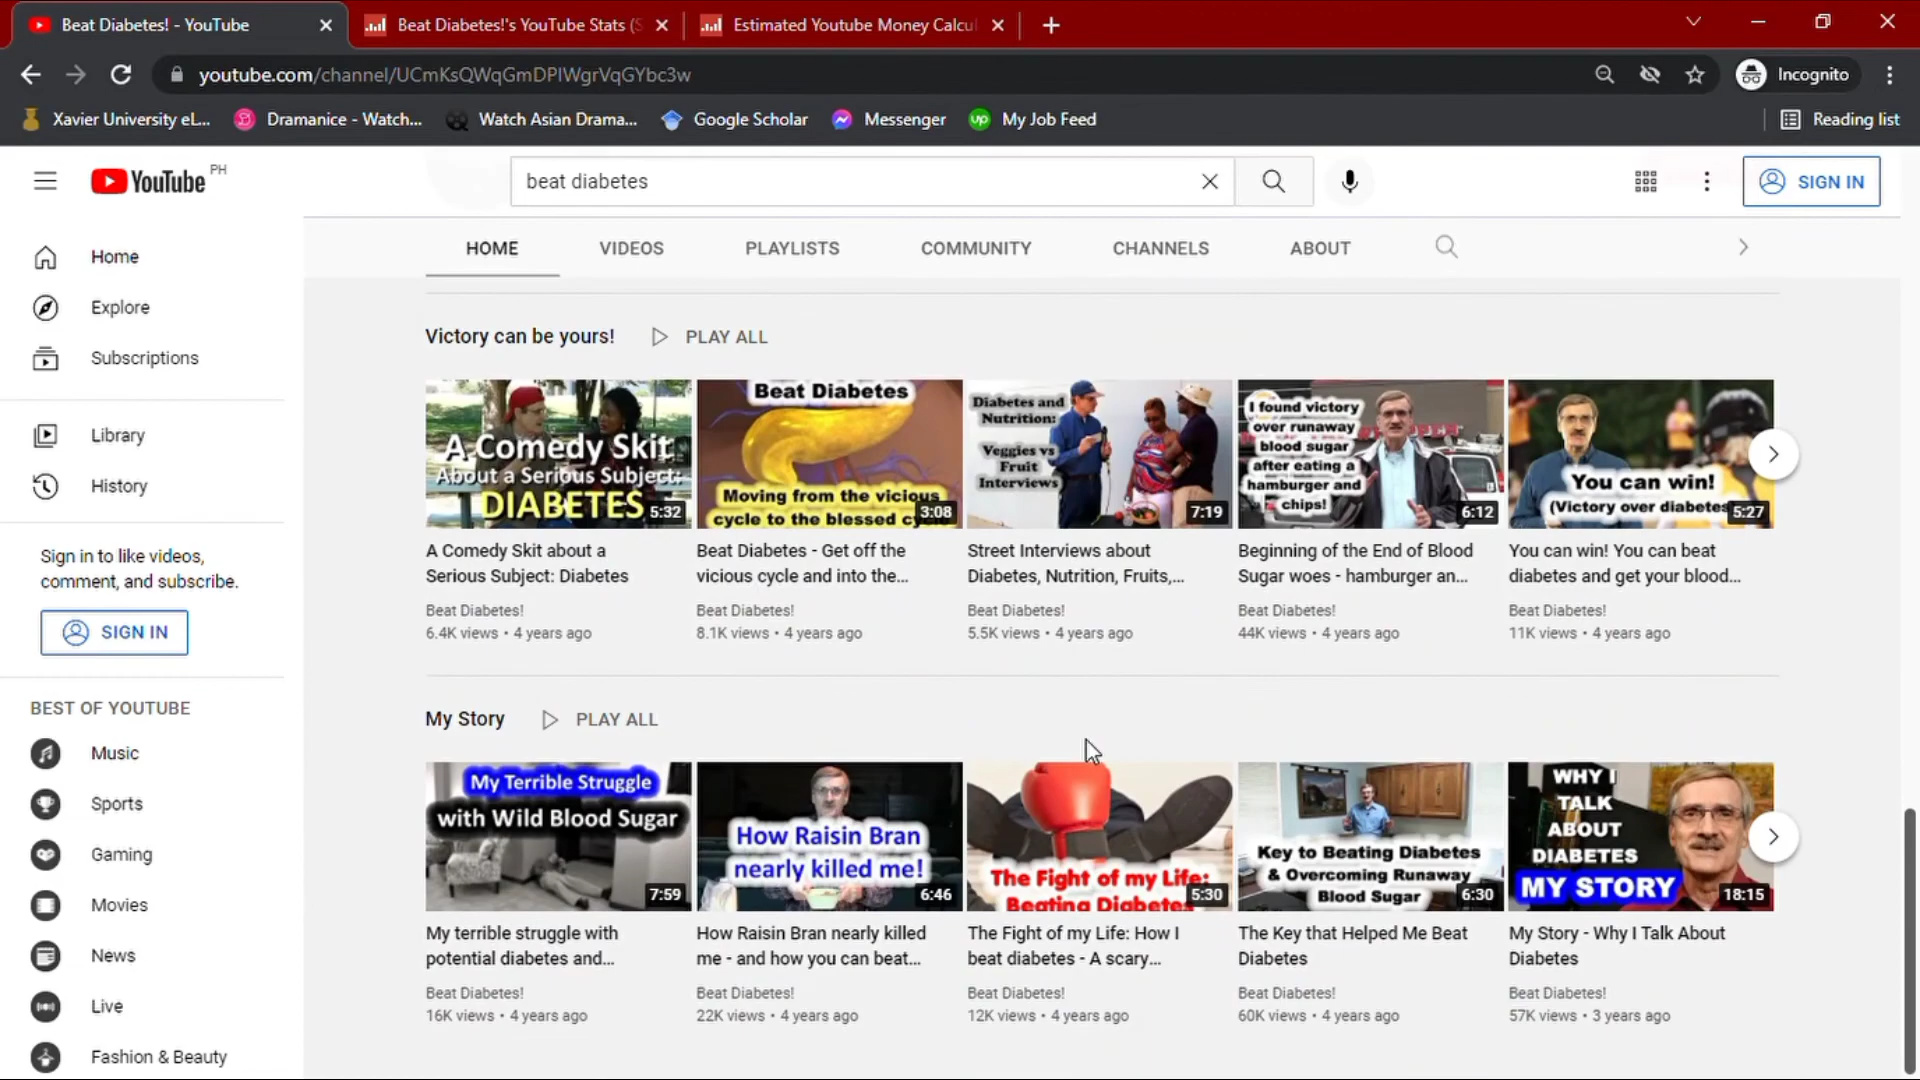 Beat Diabetes! - YouTube
Beat Diabetes!'s YouTube Stats (S
Estimated Youtube Money Calcu
youtube.com/channel/UCmKsQWqGmDPIWgrVqGYbc3w
Incognito
Xavier University eL...
Dramanice - Watch...
Watch Asian Drama...
Google Scholar
Messenger
up
My Job Feed
Reading list
YouTube PH
beat diabetes
SIGN IN
HOME
VIDEOS
PLAYLISTS
COMMUNITY
CHANNELS
ABOUT
Home
Explore
Subscriptions
Library
History
Sign in to like videos,
comment, and subscribe.
SIGN IN
BEST OF YOUTUBE
Music
Sports
Gaming
Movies
News
Live
Fashion & Beauty
Victory can be yours!
PLAY ALL
A Comedy Skit
About a Serious Subject:
DIABETES
5:32
A Comedy Skit about a
Serious Subject: Diabetes
Beat Diabetes!
6.4K views • 4 years ago
Beat Diabetes
Moving from the vicious
cycle to the blessed cycle
3:08
Beat Diabetes - Get off the
vicious cycle and into the...
Beat Diabetes!
8.1K views • 4 years ago
Diabetes and
Nutrition:
Veggies vs
Fruit
Interviews
7:19
Street Interviews about
Diabetes, Nutrition, Fruits,...
Beat Diabetes!
5.5K views • 4 years ago
I found victory
over runaway
blood sugar
after eating a
hamburger and
chips!
6:12
Beginning of the End of Blood
Sugar woes - hamburger an...
Beat Diabetes!
44K views • 4 years ago
You can win!
(Victory over diabetes
5:27
You can win! You can beat
diabetes and get your blood...
Beat Diabetes!
11K views • 4 years ago
My Story
PLAY ALL
My Terrible Struggle
with Wild Blood Sugar
7:59
My terrible struggle with
potential diabetes and...
Beat Diabetes!
16K views • 4 years ago
How Raisin Bran
nearly killed me!
6:46
How Raisin Bran nearly killed
me - and how you can beat...
Beat Diabetes!
22K views • 4 years ago
The Fight of my Life:
Beating Diabetes
5:30
The Fight of my Life: How I
beat diabetes - A scary...
Beat Diabetes!
12K views • 4 years ago
Key to Beating Diabetes
& Overcoming Runaway
Blood Sugar
6:30
The Key that Helped Me Beat
Diabetes
Beat Diabetes!
60K views • 4 years ago
WHY I
TALK
ABOUT
DIABETES
MY STORY
18:15
My Story - Why I Talk About
Diabetes
Beat Diabetes!
57K views • 3 years ago